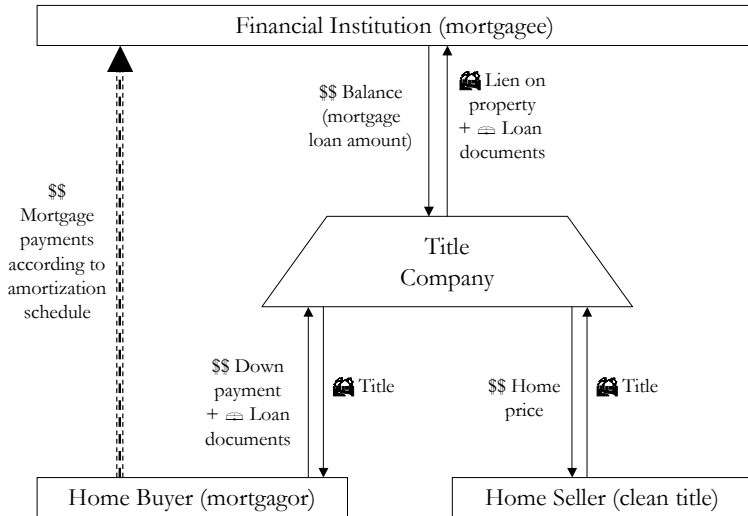 Financial Institution (mortgagee)
$$ Balance
(mortgage
loan amount)
Lien on
property
+ Loan
documents
$$
Mortgage
payments
according to
amortization
schedule
Title
Company
$$ Down
payment
+ Loan
documents
Title
$$ Home
price
Title
Home Buyer (mortgagor)
Home Seller (clean title)